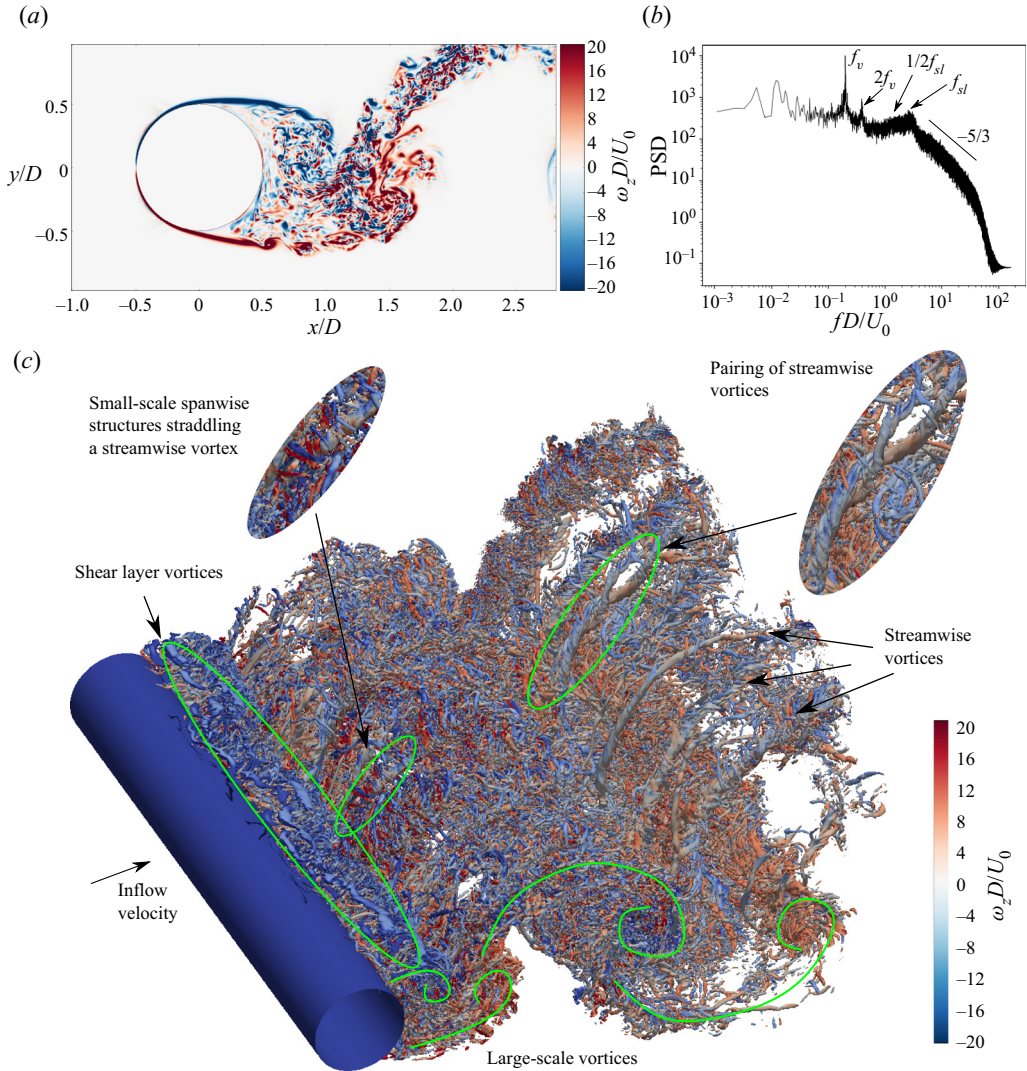 (a)
20
16
12
8
4
0
−4
−8
−12
−16
−20
ω_z D/U_0
0.5
0
−0.5
y/D
−1.0 −0.5 0 0.5 1.0 1.5 2.0 2.5
x/D
(b)
10^4
10^3
10^2
10^1
10^0
10^−1
PSD
f_v
2f_v
1/2f_sl
f_sl
−5/3
10^−3 10^−2 10^−1 10^0 10^1 10^2
fD/U_0
(c)
Small-scale spanwise
structures straddling
a streamwise vortex
Pairing of streamwise
vortices
Shear layer vortices
Streamwise
vortices
Inflow
velocity
Large-scale vortices
20
16
12
8
4
0
−4
−8
−12
−16
−20
ω_z D/U_0